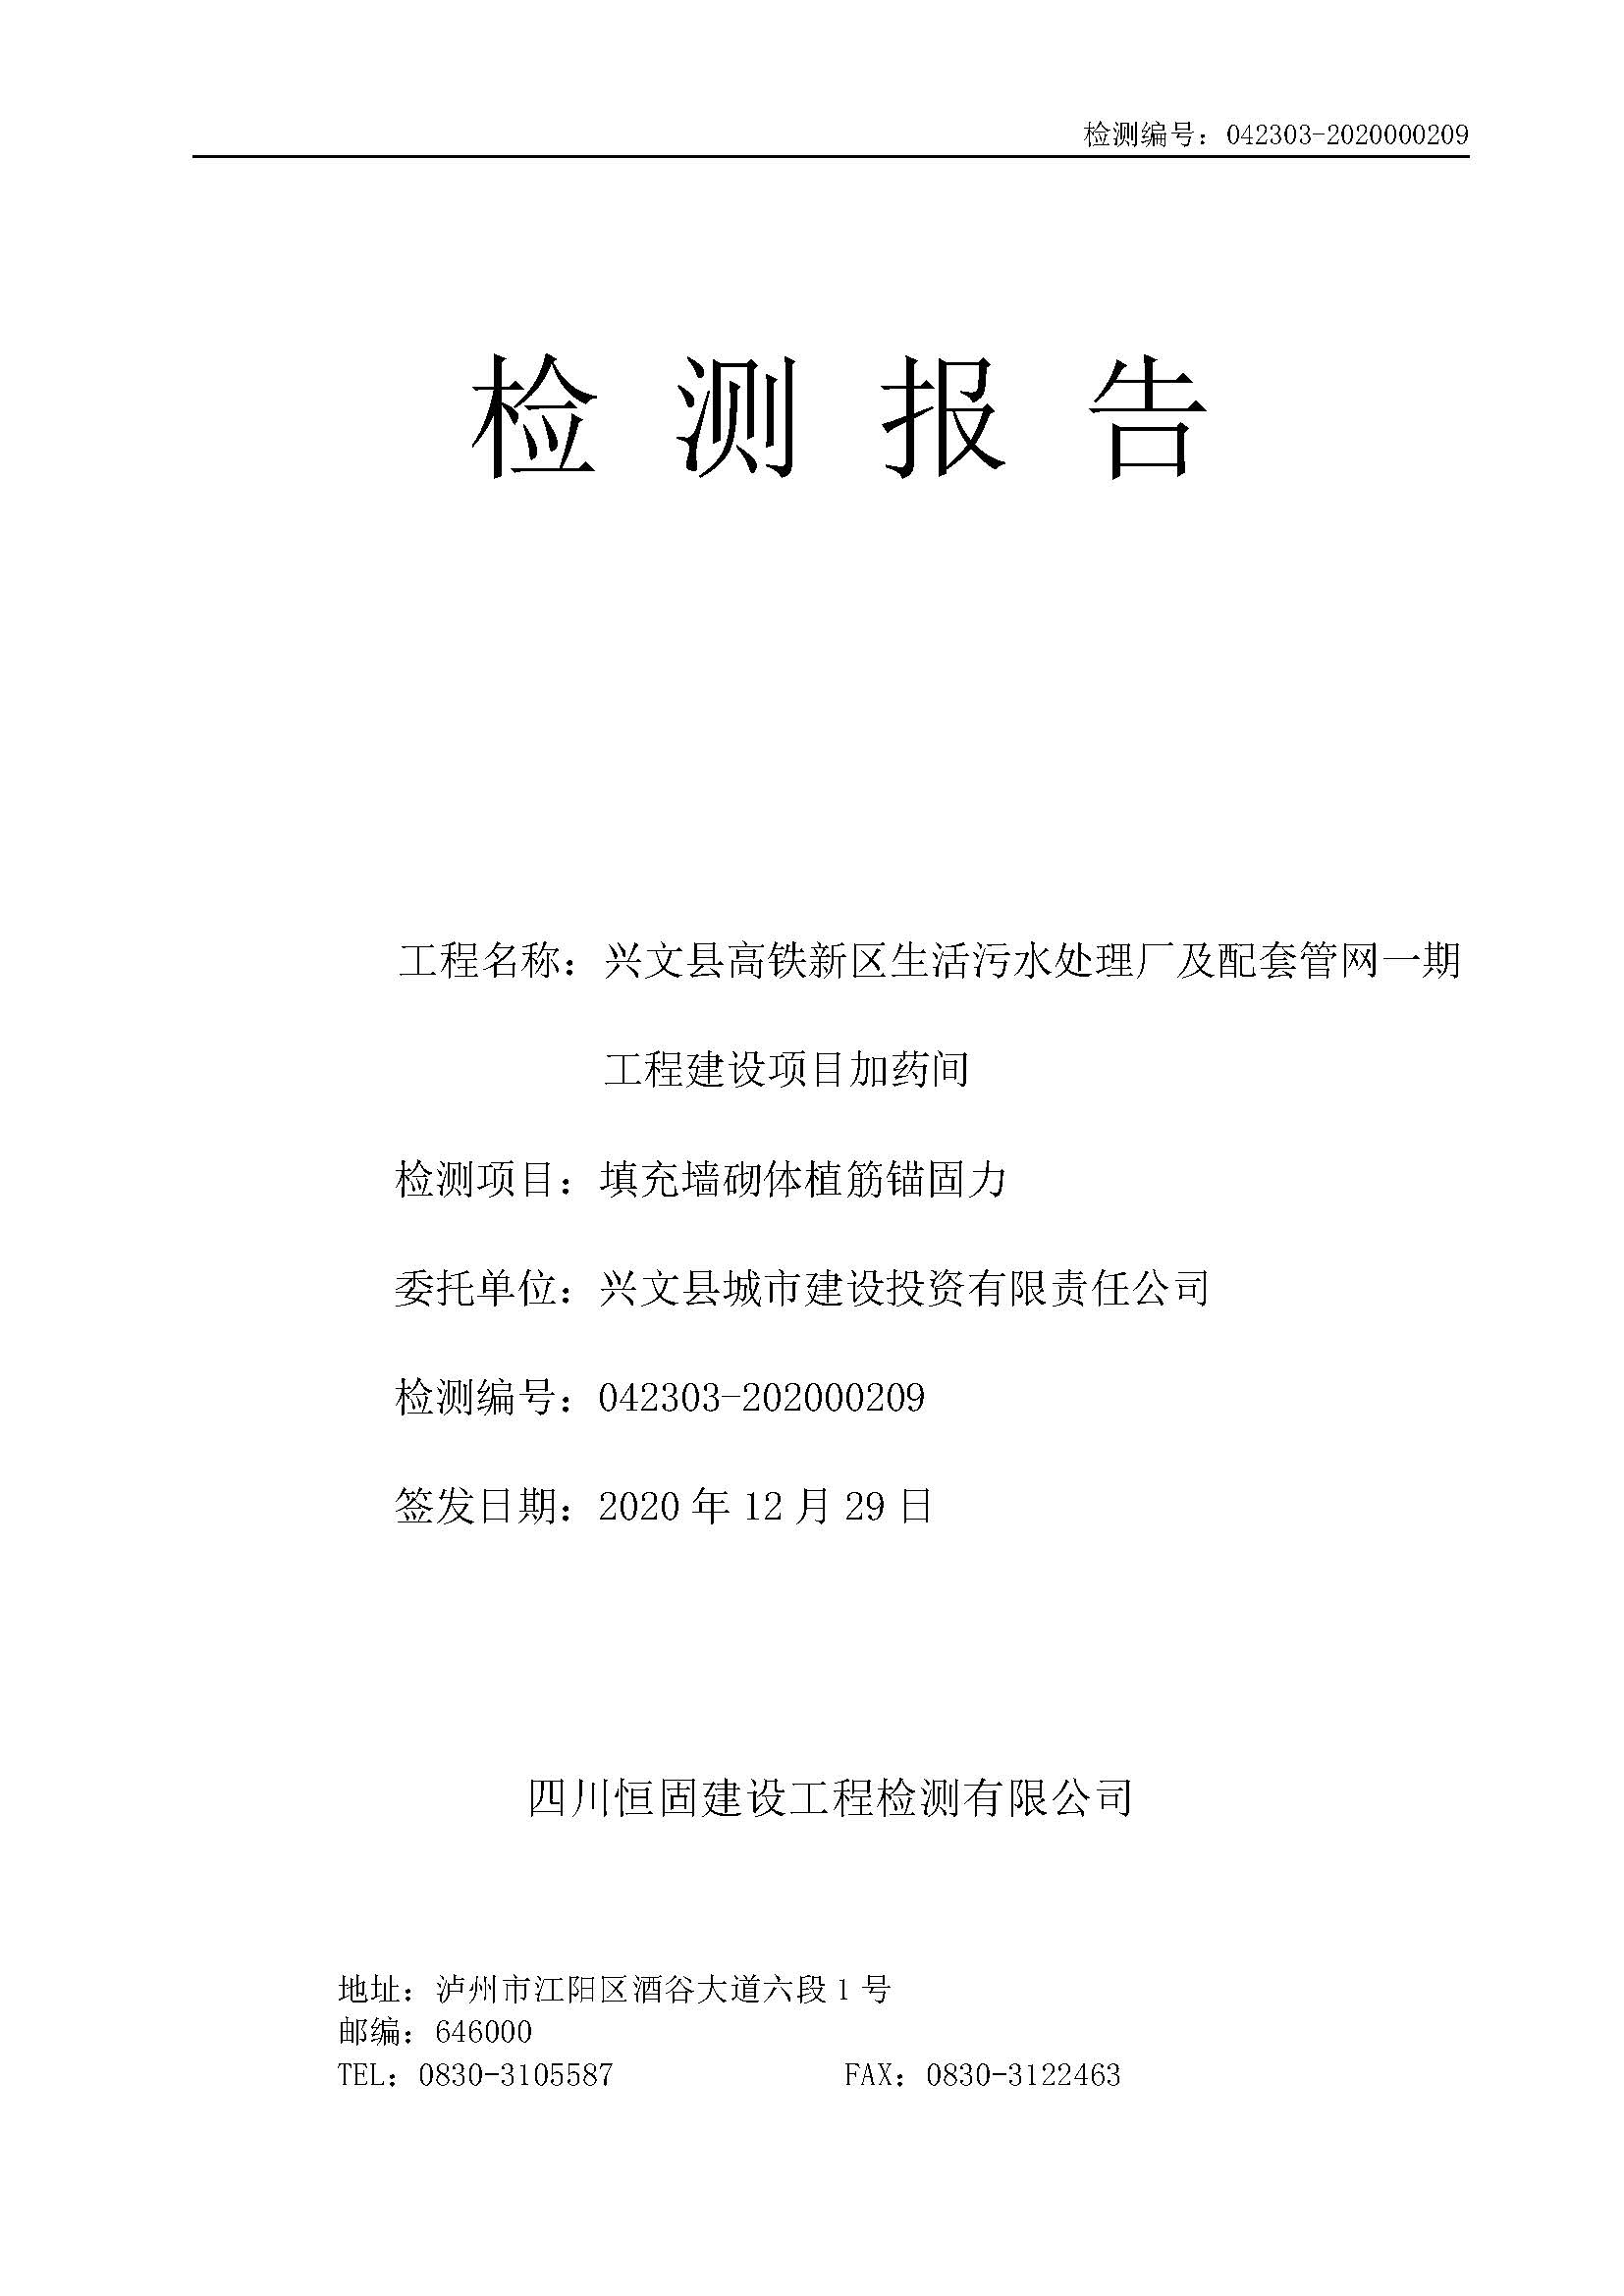 检测编号：042303-2020000209
检测报告
工程名称：兴文县高铁新区生活污水处理厂及配套管网一期
工程建设项目加药间
检测项目：填充墙砌体植筋锚固力
委托单位：兴文县城市建设投资有限责任公司
检测编号：042303-202000209
签发日期：2020 年 12 月 29 日
四川恒固建设工程检测有限公司
地址：泸州市江阳区酒谷大道六段 1 号
邮编：646000
TEL：0830-3105587 FAX：0830-3122463